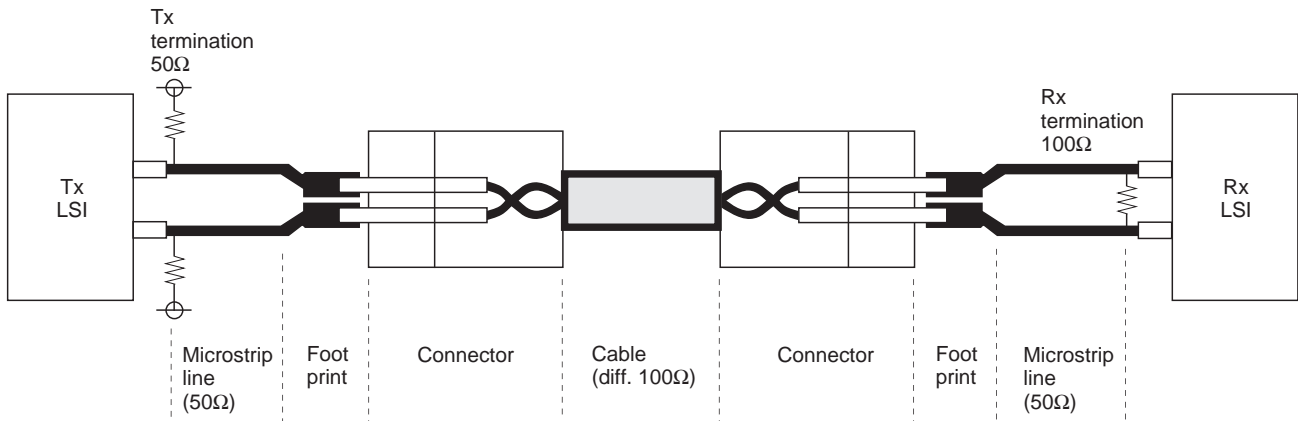 Tx
termination
50Ω
Tx
LSI
Rx
termination
100Ω
Rx
LSI
Microstrip
line
(50Ω)
Foot
print
Connector
Cable
(diff. 100Ω)
Connector
Foot
print
Microstrip
line
(50Ω)